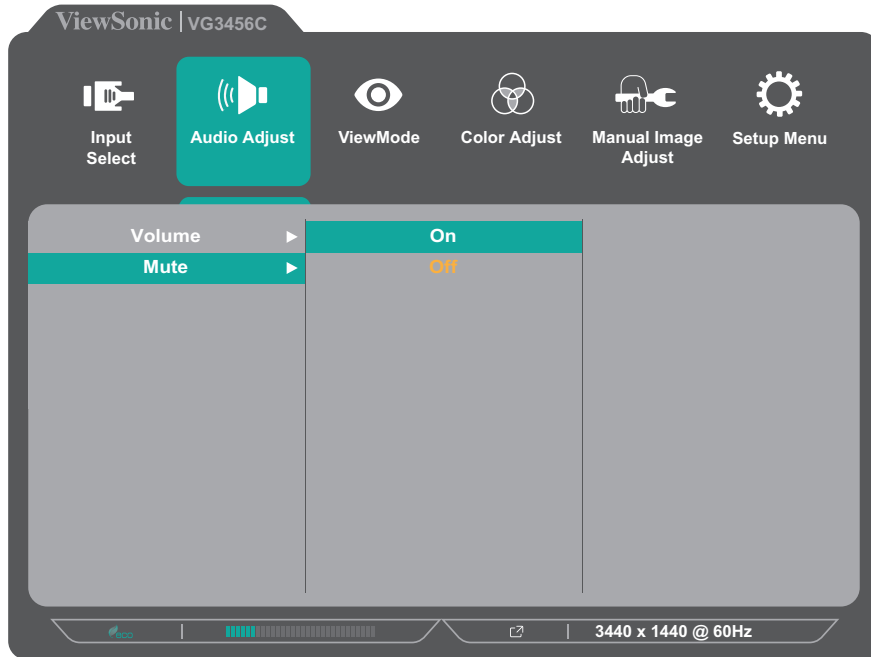 ViewSonic | VG3456C
Input
Select
Audio Adjust
ViewMode
Color Adjust
Manual Image
Adjust
Setup Menu
Volume
On
Mute
Off
eco
3440 x 1440 @ 60Hz